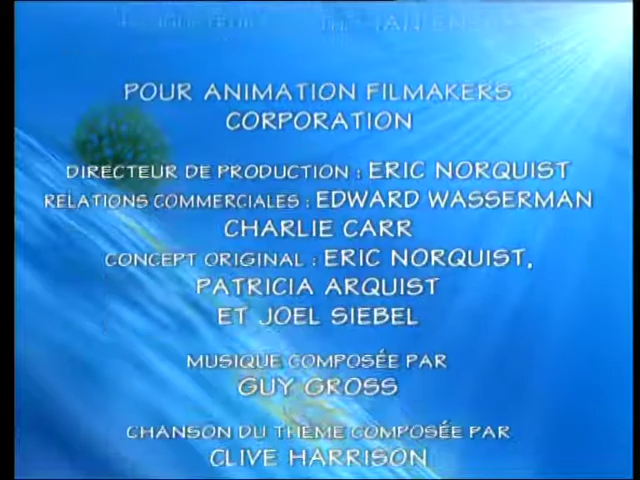 POUR ANIMATION FILMAKERS
CORPORATION
DIRECTEUR DE PRODUCTION : ERIC NORQUIST
RELATIONS COMMERCIALES : EDWARD WASSERMAN
CHARLIE CARR
CONCEPT ORIGINAL : ERIC NORQUIST,
PATRICIA ARQUIST
ET JOEL SIEBEL
MUSIQUE COMPOSÉE PAR
GUY GROSS
CHANSON DU THÈME COMPOSÉE PAR
CLIVE HARRISON